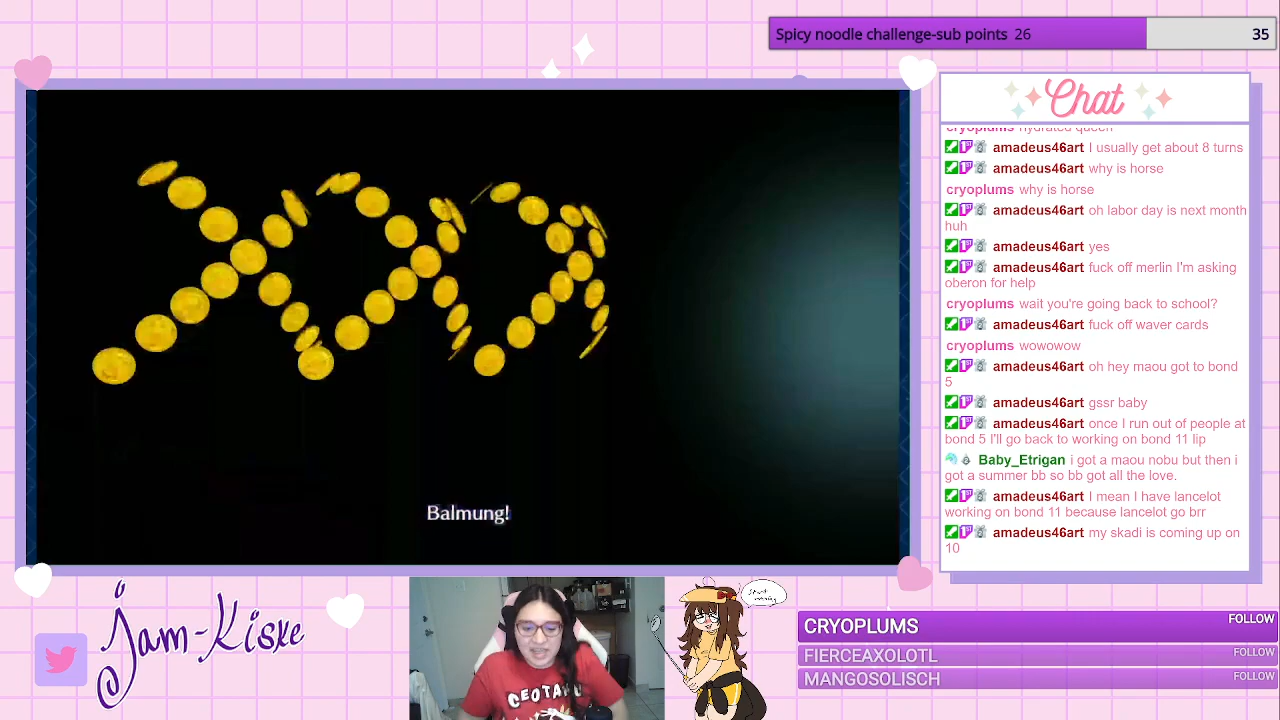 Spicy noodle challenge-sub points 26 35
Chat
cryoplums hydrated queen
amadeus46art I usually get about 8 turns
amadeus46art why is horse
cryoplums why is horse
amadeus46art oh labor day is next month
huh
amadeus46art yes
amadeus46art fuck off merlin I'm asking
oberon for help
cryoplums wait you're going back to school?
amadeus46art fuck off waver cards
cryoplums wowowow
amadeus46art oh hey maou got to bond
5
amadeus46art gssr baby
amadeus46art once I run out of people at
bond 5 I'll go back to working on bond 11 lip
Baby_Etrigan i got a maou nobu but then i
got a summer bb so bb got all the love.
amadeus46art I mean I have lancelot
working on bond 11 because lancelot go brr
amadeus46art my skadi is coming up on
10
Balmung!
@Jam-Kiske
CRYOPLUMS FOLLOW
FIERCEAXOLOTL FOLLOW
MANGOSOLISCH FOLLOW